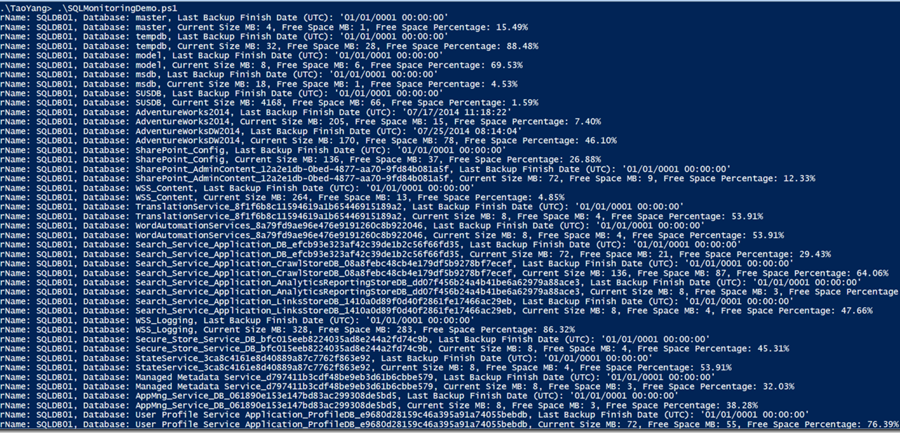 .\TaoYang> .\SQLMonitoringDemo.ps1
rName: SQLDB01, Database: master, Last Backup Finish Date (UTC): '01/01/0001 00:00:00'
rName: SQLDB01, Database: master, Current Size MB: 4, Free Space MB: 1, Free Space Percentage: 15.49%
rName: SQLDB01, Database: tempdb, Last Backup Finish Date (UTC): '01/01/0001 00:00:00'
rName: SQLDB01, Database: tempdb, Current Size MB: 32, Free Space MB: 28, Free Space Percentage: 88.48%
rName: SQLDB01, Database: model, Last Backup Finish Date (UTC): '01/01/0001 00:00:00'
rName: SQLDB01, Database: model, Current Size MB: 8, Free Space MB: 6, Free Space Percentage: 69.53%
rName: SQLDB01, Database: msdb, Last Backup Finish Date (UTC): '01/01/0001 00:00:00'
rName: SQLDB01, Database: msdb, Current Size MB: 18, Free Space MB: 1, Free Space Percentage: 4.53%
rName: SQLDB01, Database: SUSDB, Last Backup Finish Date (UTC): '01/01/0001 00:00:00'
rName: SQLDB01, Database: SUSDB, Current Size MB: 4168, Free Space MB: 66, Free Space Percentage: 1.59%
rName: SQLDB01, Database: AdventureWorks2014, Last Backup Finish Date (UTC): '07/17/2014 11:18:22'
rName: SQLDB01, Database: AdventureWorks2014, Current Size MB: 205, Free Space MB: 15, Free Space Percentage: 7.40%
rName: SQLDB01, Database: AdventureWorksDW2014, Last Backup Finish Date (UTC): '07/25/2014 08:14:04'
rName: SQLDB01, Database: AdventureWorksDW2014, Current Size MB: 170, Free Space MB: 78, Free Space Percentage: 46.10%
rName: SQLDB01, Database: SharePoint_Config, Last Backup Finish Date (UTC): '01/01/0001 00:00:00'
rName: SQLDB01, Database: SharePoint_Config, Current Size MB: 136, Free Space MB: 37, Free Space Percentage: 26.88%
rName: SQLDB01, Database: SharePoint_AdminContent_12a2e1db-0bed-4877-aa70-9fd84b081a5f, Last Backup Finish Date (UTC): '01/01/0001 00:00:00'
rName: SQLDB01, Database: SharePoint_AdminContent_12a2e1db-0bed-4877-aa70-9fd84b081a5f, Current Size MB: 72, Free Space MB: 9, Free Space Percentage: 12.33%
rName: SQLDB01, Database: WSS_Content, Last Backup Finish Date (UTC): '01/01/0001 00:00:00'
rName: SQLDB01, Database: WSS_Content, Current Size MB: 264, Free Space MB: 13, Free Space Percentage: 4.85%
rName: SQLDB01, Database: TranslationService_8f1f6b8c11594619a1b65446915189a2, Last Backup Finish Date (UTC): '01/01/0001 00:00:00'
rName: SQLDB01, Database: TranslationService_8f1f6b8c11594619a1b65446915189a2, Current Size MB: 8, Free Space MB: 4, Free Space Percentage: 53.91%
rName: SQLDB01, Database: WordAutomationServices_8a79fd9ae96e476e9191260c8b922046, Last Backup Finish Date (UTC): '01/01/0001 00:00:00'
rName: SQLDB01, Database: WordAutomationServices_8a79fd9ae96e476e9191260c8b922046, Current Size MB: 8, Free Space MB: 4, Free Space Percentage: 53.91%
rName: SQLDB01, Database: Search_Service_Application_DB_efcb93e323af42c39de1b2c56f66fd35, Last Backup Finish Date (UTC): '01/01/0001 00:00:00'
rName: SQLDB01, Database: Search_Service_Application_DB_efcb93e323af42c39de1b2c56f66fd35, Current Size MB: 72, Free Space MB: 21, Free Space Percentage: 29.43%
rName: SQLDB01, Database: Search_Service_Application_CrawlStoreDB_08a8febc48cb4e179df5b9278bf7ecef, Last Backup Finish Date (UTC): '01/01/0001 00:00:00'
rName: SQLDB01, Database: Search_Service_Application_CrawlStoreDB_08a8febc48cb4e179df5b9278bf7ecef, Current Size MB: 136, Free Space MB: 87, Free Space Percentage: 64.06%
rName: SQLDB01, Database: Search_Service_Application_AnalyticsReportingStoreDB_dd07f456b24a4b41be6a62979a88ace3, Last Backup Finish Date (UTC): '01/01/0001 00:00:00'
rName: SQLDB01, Database: Search_Service_Application_AnalyticsReportingStoreDB_dd07f456b24a4b41be6a62979a88ace3, Current Size MB: 8, Free Space MB: 3, Free Space Percentage
rName: SQLDB01, Database: Search_Service_Application_LinksStoreDB_1410a0d89f0d40f2861fe17466ac29eb, Last Backup Finish Date (UTC): '01/01/0001 00:00:00'
rName: SQLDB01, Database: Search_Service_Application_LinksStoreDB_1410a0d89f0d40f2861fe17466ac29eb, Current Size MB: 8, Free Space MB: 4, Free Space Percentage: 47.66%
rName: SQLDB01, Database: WSS_Logging, Last Backup Finish Date (UTC): '01/01/0001 00:00:00'
rName: SQLDB01, Database: WSS_Logging, Current Size MB: 328, Free Space MB: 283, Free Space Percentage: 86.32%
rName: SQLDB01, Database: Secure_Store_Service_DB_bfc015eeb8224035ad8e244a2fd74c9b, Last Backup Finish Date (UTC): '01/01/0001 00:00:00'
rName: SQLDB01, Database: Secure_Store_Service_DB_bfc015eeb8224035ad8e244a2fd74c9b, Current Size MB: 8, Free Space MB: 4, Free Space Percentage: 45.31%
rName: SQLDB01, Database: StateService_3ca8c4161e8d40889a87c7762f863e92, Last Backup Finish Date (UTC): '01/01/0001 00:00:00'
rName: SQLDB01, Database: StateService_3ca8c4161e8d40889a87c7762f863e92, Current Size MB: 8, Free Space MB: 4, Free Space Percentage: 53.91%
rName: SQLDB01, Database: Managed Metadata Service_d797411b3cdf48be9eb3d61b6cbbe579, Last Backup Finish Date (UTC): '01/01/0001 00:00:00'
rName: SQLDB01, Database: Managed Metadata Service_d797411b3cdf48be9eb3d61b6cbbe579, Current Size MB: 8, Free Space MB: 3, Free Space Percentage: 32.03%
rName: SQLDB01, Database: AppMng_Service_DB_061890e153e147bd83ac299308de5bd5, Last Backup Finish Date (UTC): '01/01/0001 00:00:00'
rName: SQLDB01, Database: AppMng_Service_DB_061890e153e147bd83ac299308de5bd5, Current Size MB: 8, Free Space MB: 3, Free Space Percentage: 38.28%
rName: SQLDB01, Database: User Profile Service Application_ProfileDB_e9680d28159c46a395a91a74055bebdb, Last Backup Finish Date (UTC): '01/01/0001 00:00:00'
rName: SQLDB01, Database: User Profile Service Application_ProfileDB_e9680d28159c46a395a91a74055bebdb, Current Size MB: 72, Free Space MB: 55, Free Space Percentage: 76.39%